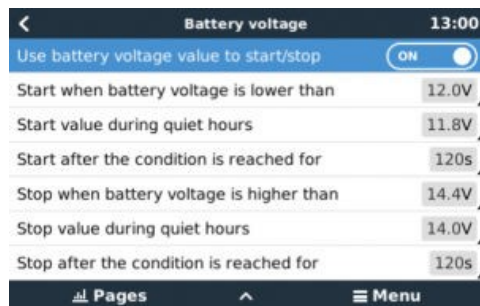 Battery voltage 13:00
Use battery voltage value to start/stop ON
Start when battery voltage is lower than 12.0V
Start value during quiet hours 11.8V
Start after the condition is reached for 120s
Stop when battery voltage is higher than 14.4V
Stop value during quiet hours 14.0V
Stop after the condition is reached for 120s
Pages Menu